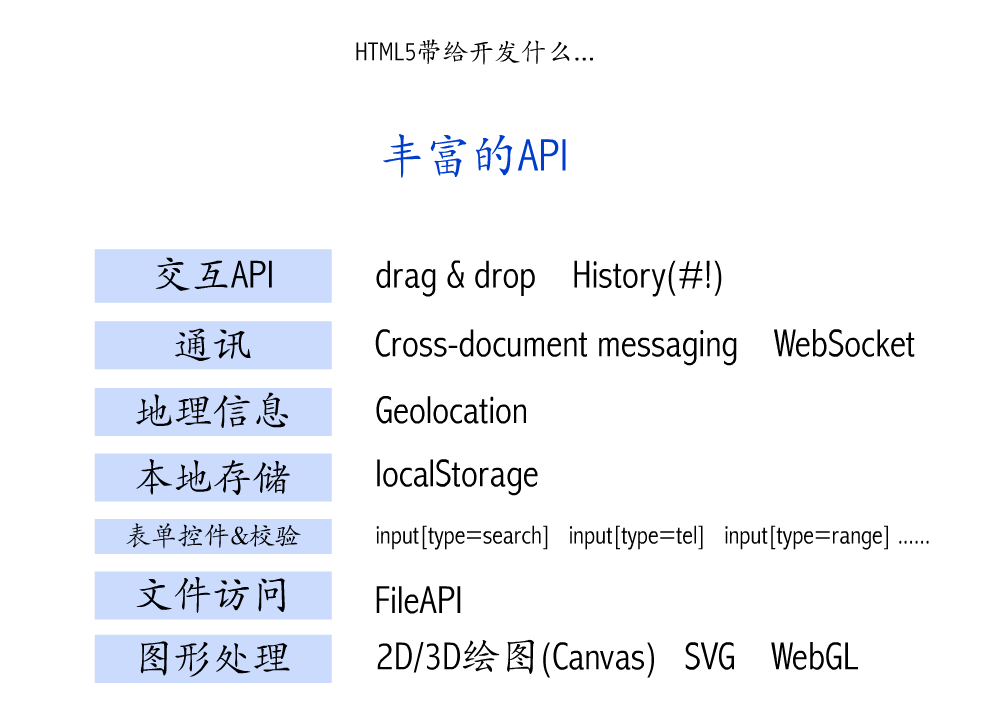 HTML5带给开发什么...
丰富的API
交互API drag & drop History(#!)
通讯 Cross-document messaging WebSocket
地理信息 Geolocation
本地存储 localStorage
表单控件&校验 input[type=search] input[type=tel] input[type=range] ……
文件访问 FileAPI
图形处理 2D/3D绘图(Canvas) SVG WebGL